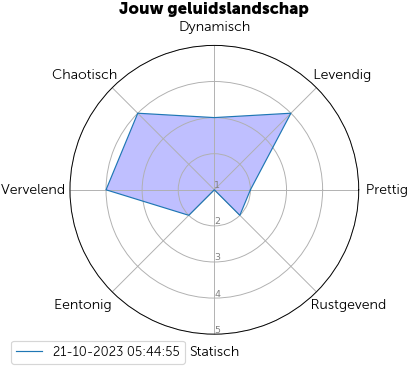 Jouw geluidslandschap
Dynamisch
Chaotisch
Levendig
Vervelend
1
Prettig
2
3
4
Eentonig
Rustgevend
5
21-10-2023 05:44:55
Statisch